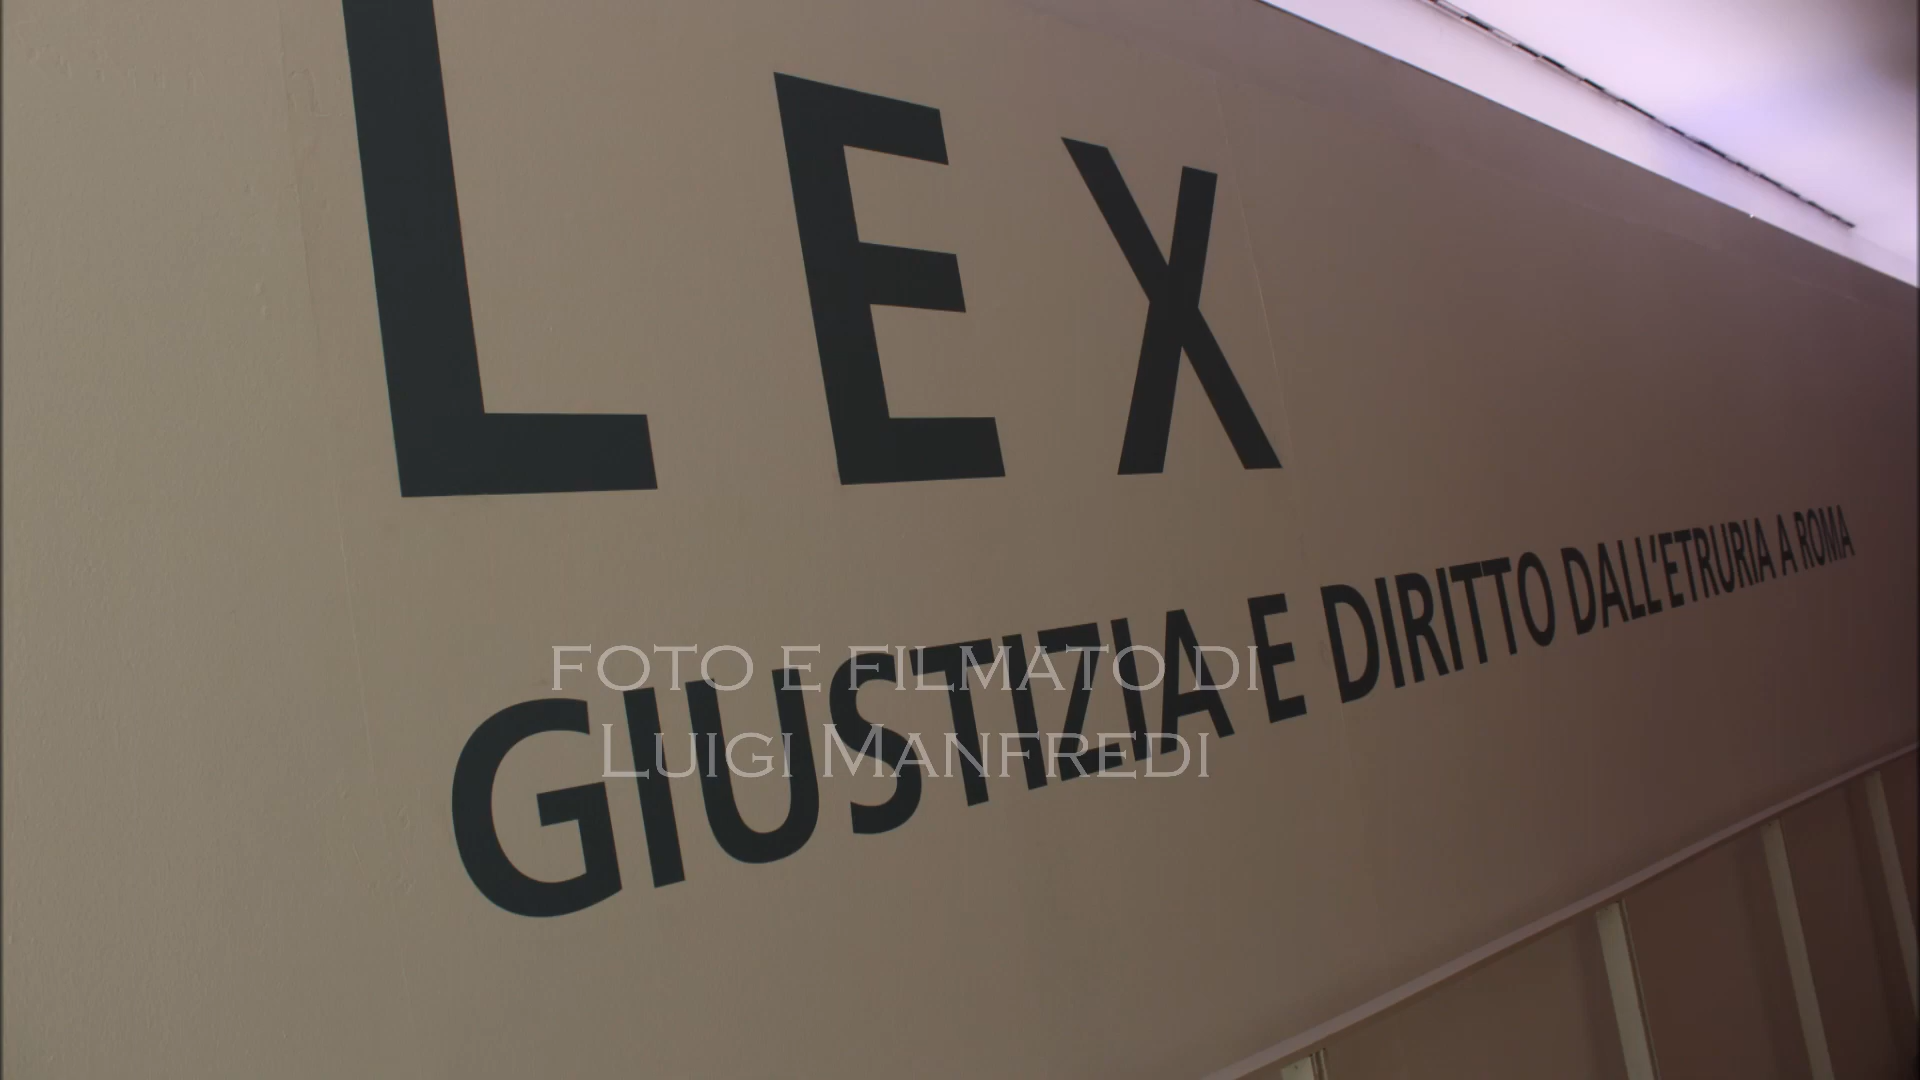 LEX
GIUSTIZIA E DIRITTO DALL'ETRURIA A ROMA
FOTO E FILMATO DI
LUIGI MANFREDI